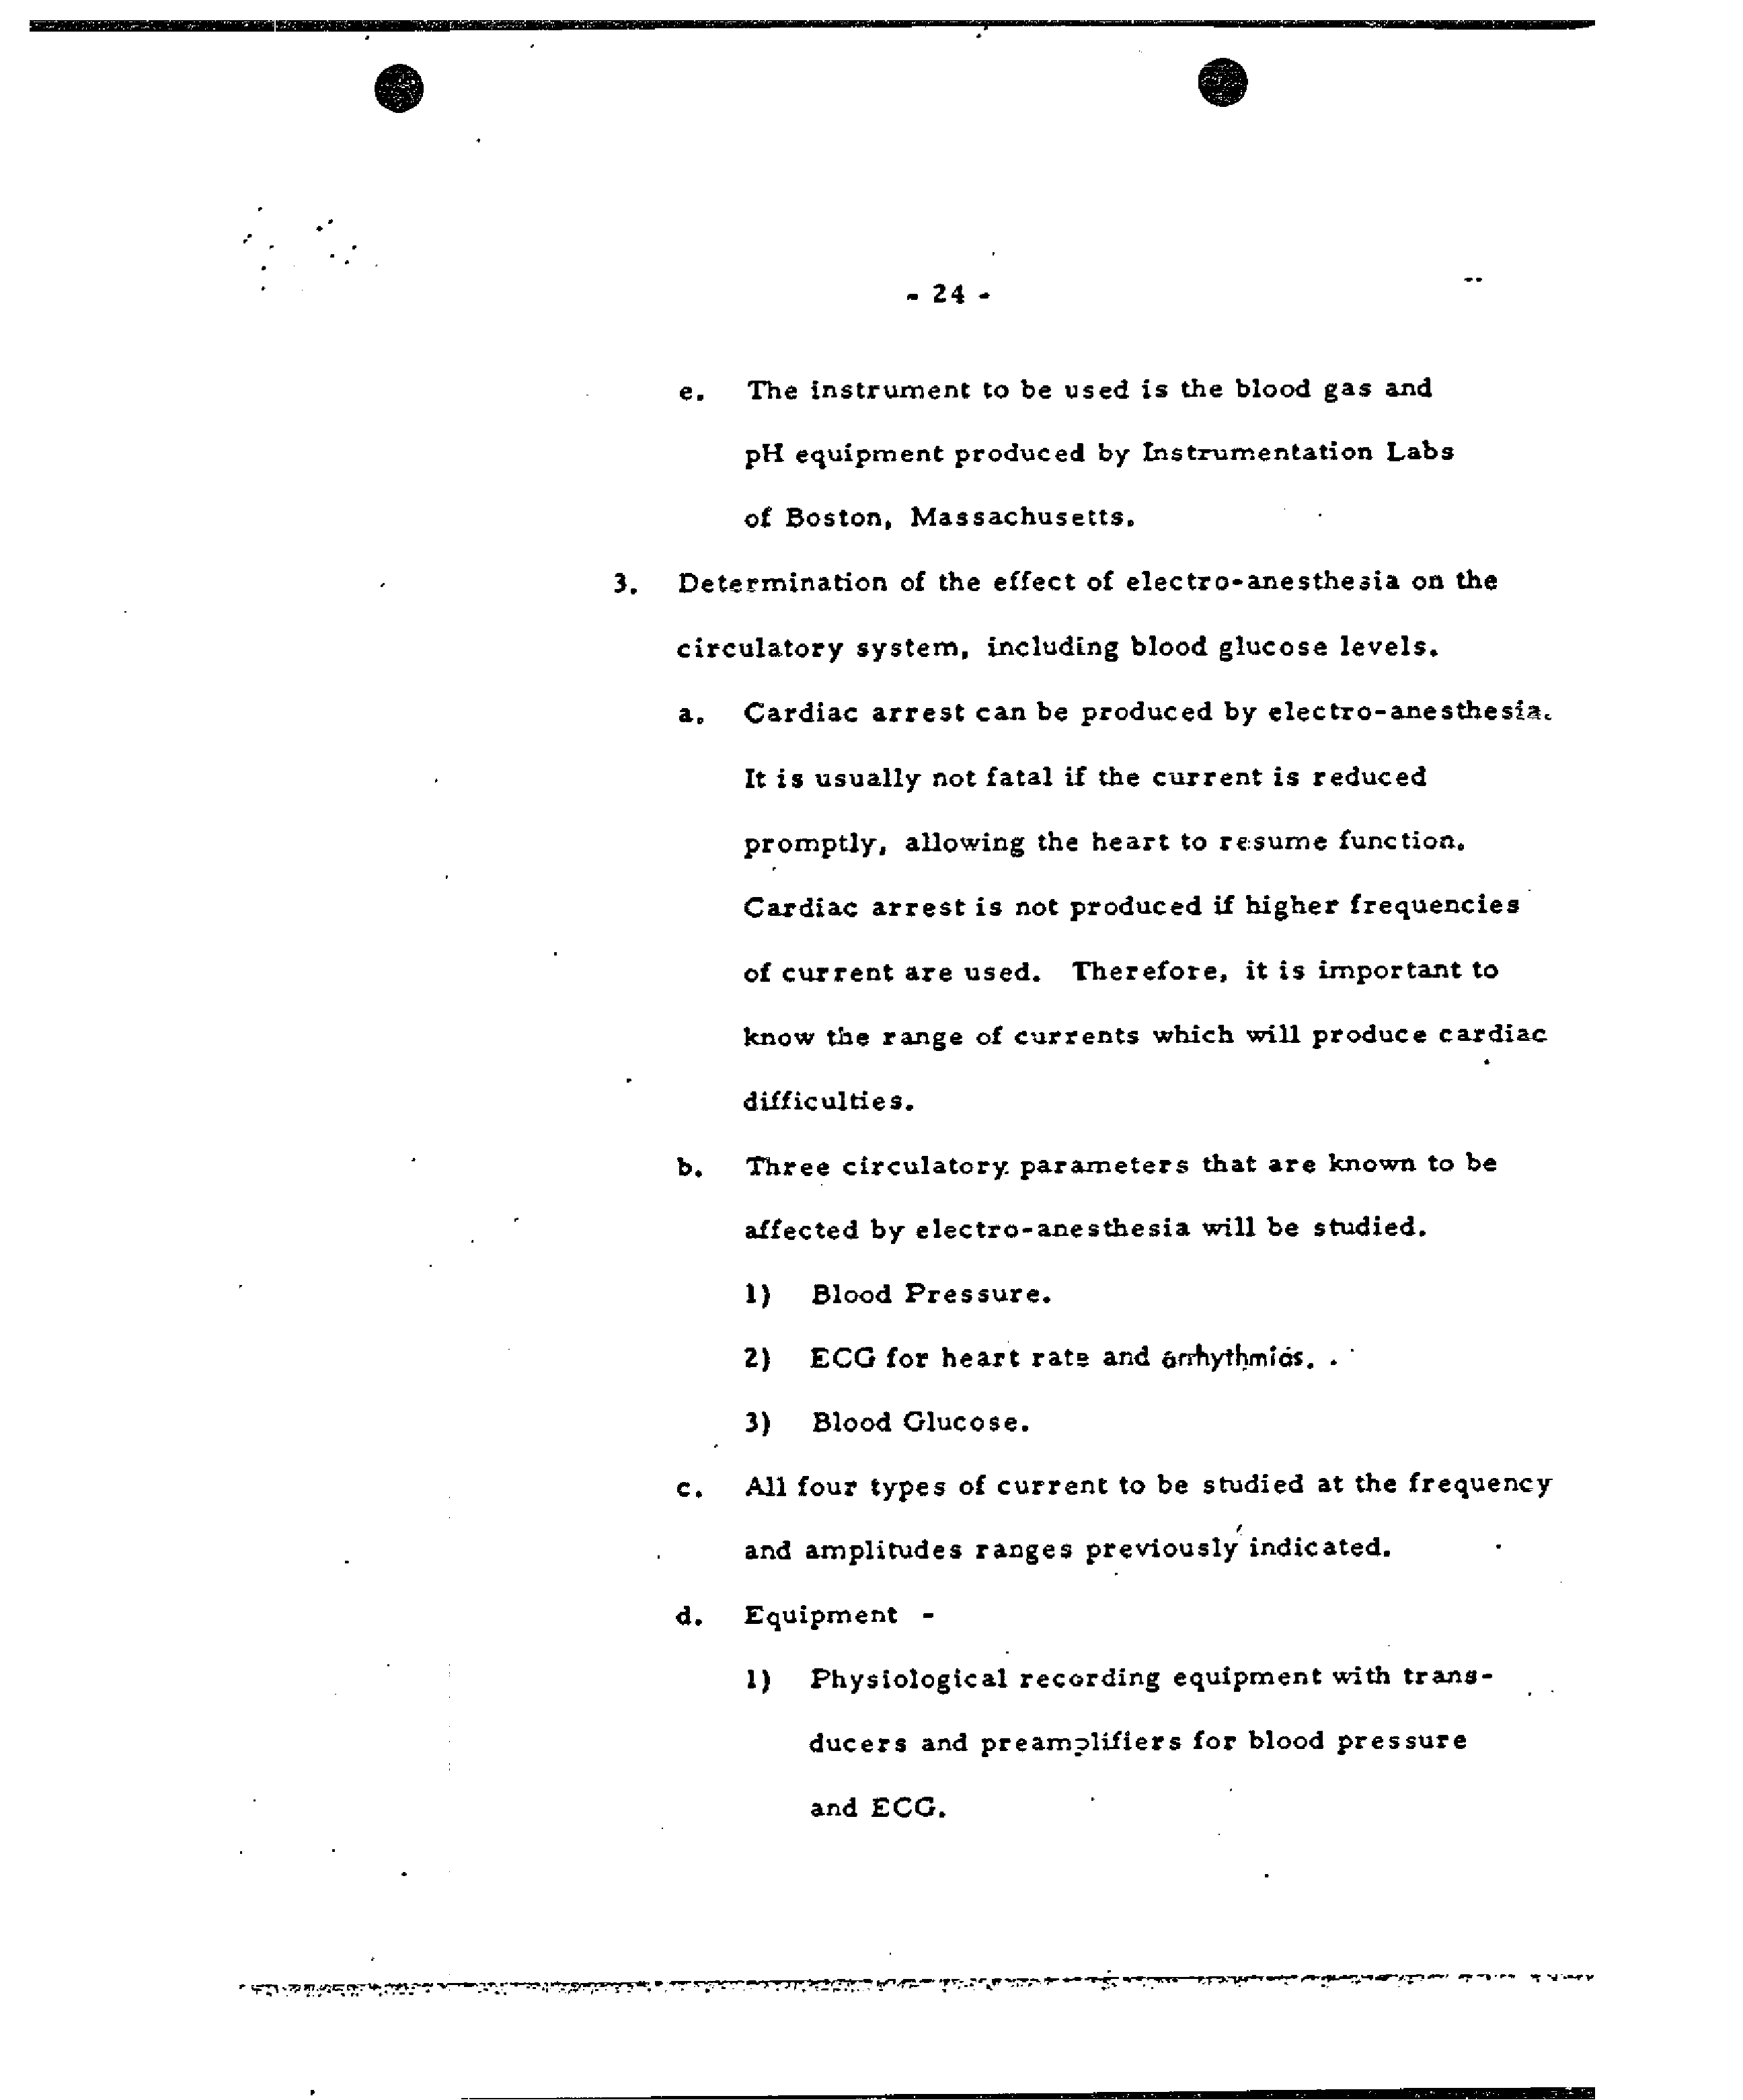 - 24 -
e. The instrument to be used is the blood gas and
pH equipment produced by Instrumentation Labs
of Boston, Massachusetts.
3. Determination of the effect of electro-anesthesia on the
circulatory system, including blood glucose levels.
a. Cardiac arrest can be produced by electro-anesthesia.
It is usually not fatal if the current is reduced
promptly, allowing the heart to resume function.
Cardiac arrest is not produced if higher frequencies
of current are used. Therefore, it is important to
know the range of currents which will produce cardiac
difficulties.
b. Three circulatory parameters that are known to be
affected by electro-anesthesia will be studied.
1) Blood Pressure.
2) ECG for heart rate and arrhythmias.
3) Blood Glucose.
c. All four types of current to be studied at the frequency
and amplitudes ranges previously indicated.
d. Equipment -
1) Physiological recording equipment with trans-
ducers and preamplifiers for blood pressure
and ECG.